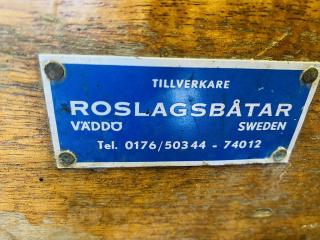 TILLVERKARE
ROSLAGSBÅTAR
VÄDDÖ SWEDEN
Tel. 0176/50344 - 74012